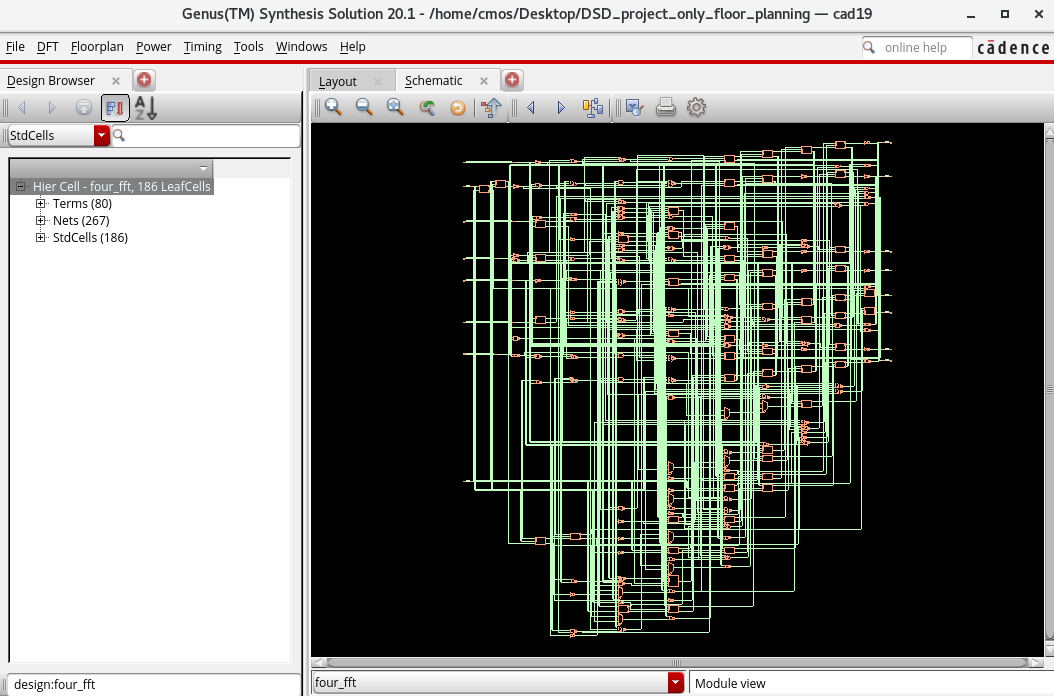 Genus(TM) Synthesis Solution 20.1 - /home/cmos/Desktop/DSD_project_only_floor_planning — cad19
File DFT Floorplan Power Timing Tools Windows Help
online help
cādence
Design Browser
Layout
Schematic
A
Z
StdCells
Hier Cell - four_fft, 186 LeafCells
Terms (80)
Nets (267)
StdCells (186)
design:four_fft
four_fft
Module view